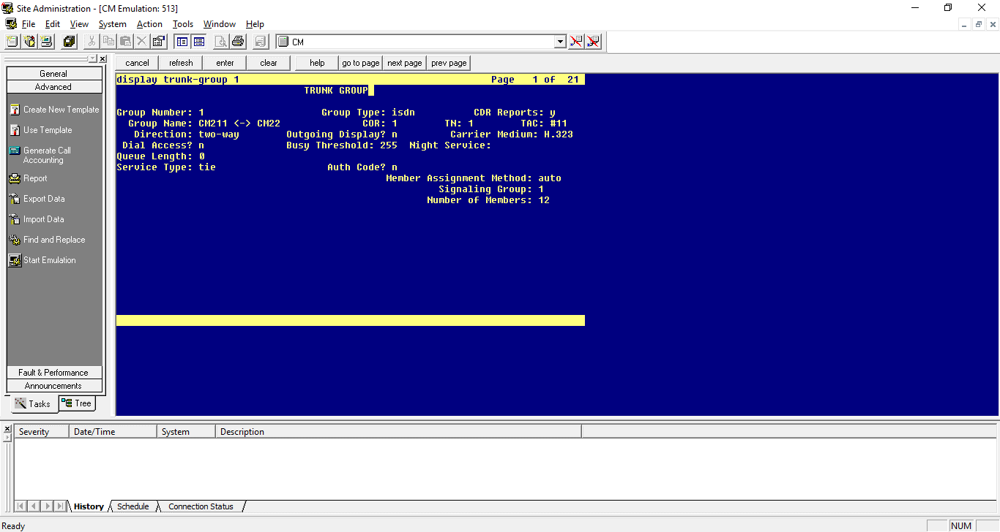 Site Administration - [CM Emulation: 513]
File Edit View System Action Tools Window Help
CM
cancel refresh enter clear help go to page next page prev page
General
Advanced
Create New Template
Use Template
Generate Call
Accounting
Report
Export Data
Import Data
Find and Replace
Start Emulation
Fault & Performance
Announcements
Tasks Tree
display trunk-group 1 Page 1 of 21
TRUNK GROUP
Group Number: 1 Group Type: isdn CDR Reports: y
Group Name: CM211 <-> CM22 COR: 1 TN: 1 TAC: #11
Direction: two-way Outgoing Display? n Carrier Medium: H.323
Dial Access? n Busy Threshold: 255 Night Service:
Queue Length: 0
Service Type: tie Auth Code? n
Member Assignment Method: auto
Signaling Group: 1
Number of Members: 12
Severity Date/Time System Description
History Schedule Connection Status
Ready NUM